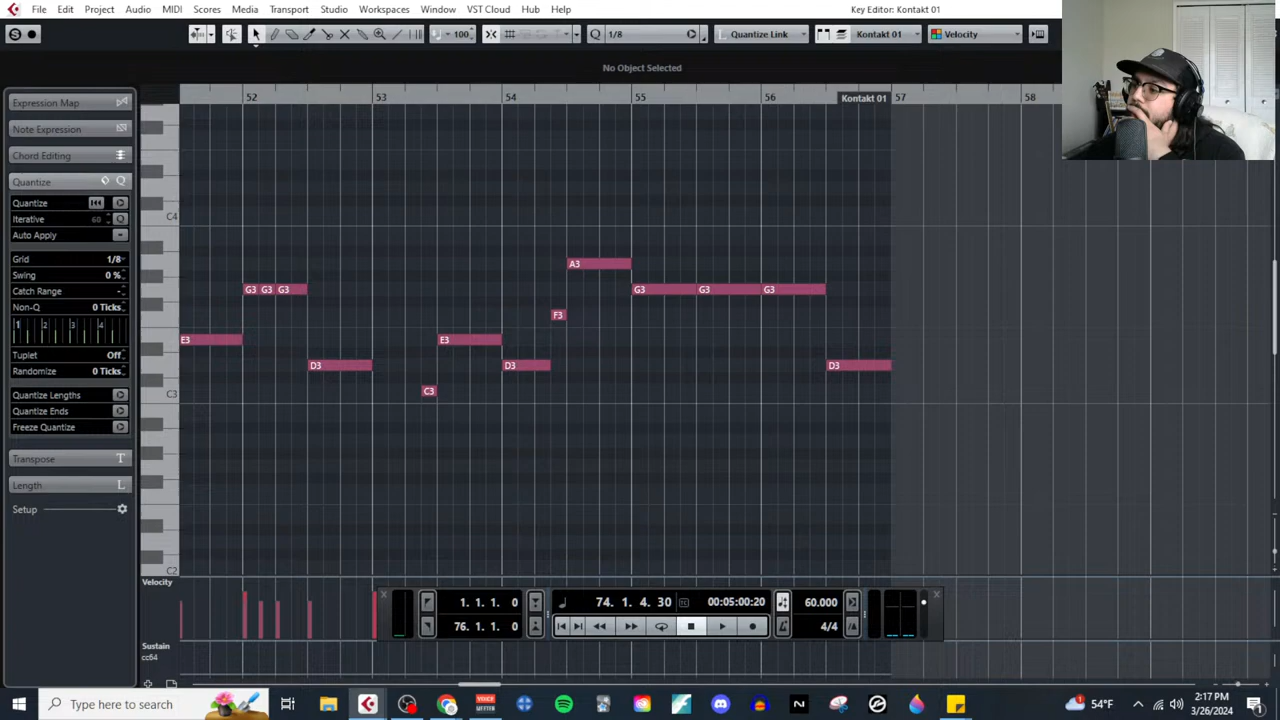 File Edit Project Audio MIDI Scores Media Transport Studio Workspaces Window VST Cloud Hub Help Key Editor: Kontakt 01
100 1/8 Quantize Link Kontakt 01 Velocity
No Object Selected
52 53 54 55 56 Kontakt 01 57 58
Expression Map
Note Expression
Chord Editing
Quantize
Quantize
Iterative 60
Auto Apply
Grid 1/8
Swing 0 %
Catch Range -
Non-Q 0 Ticks
1 2 3 4
Tuplet Off
Randomize 0 Ticks
Quantize Lengths
Quantize Ends
Freeze Quantize
Transpose
Length
Setup
C4
C3
C2
A3
G3 G3 G3 G3 G3 G3
F3
E3 E3
D3 D3 D3
C3
Velocity
Sustain
cc64
1. 1. 1. 0
76. 1. 1. 0
74. 1. 4. 30 00:05:00:20 60.000
4/4
Type here to search
54°F
2:17 PM
3/26/2024